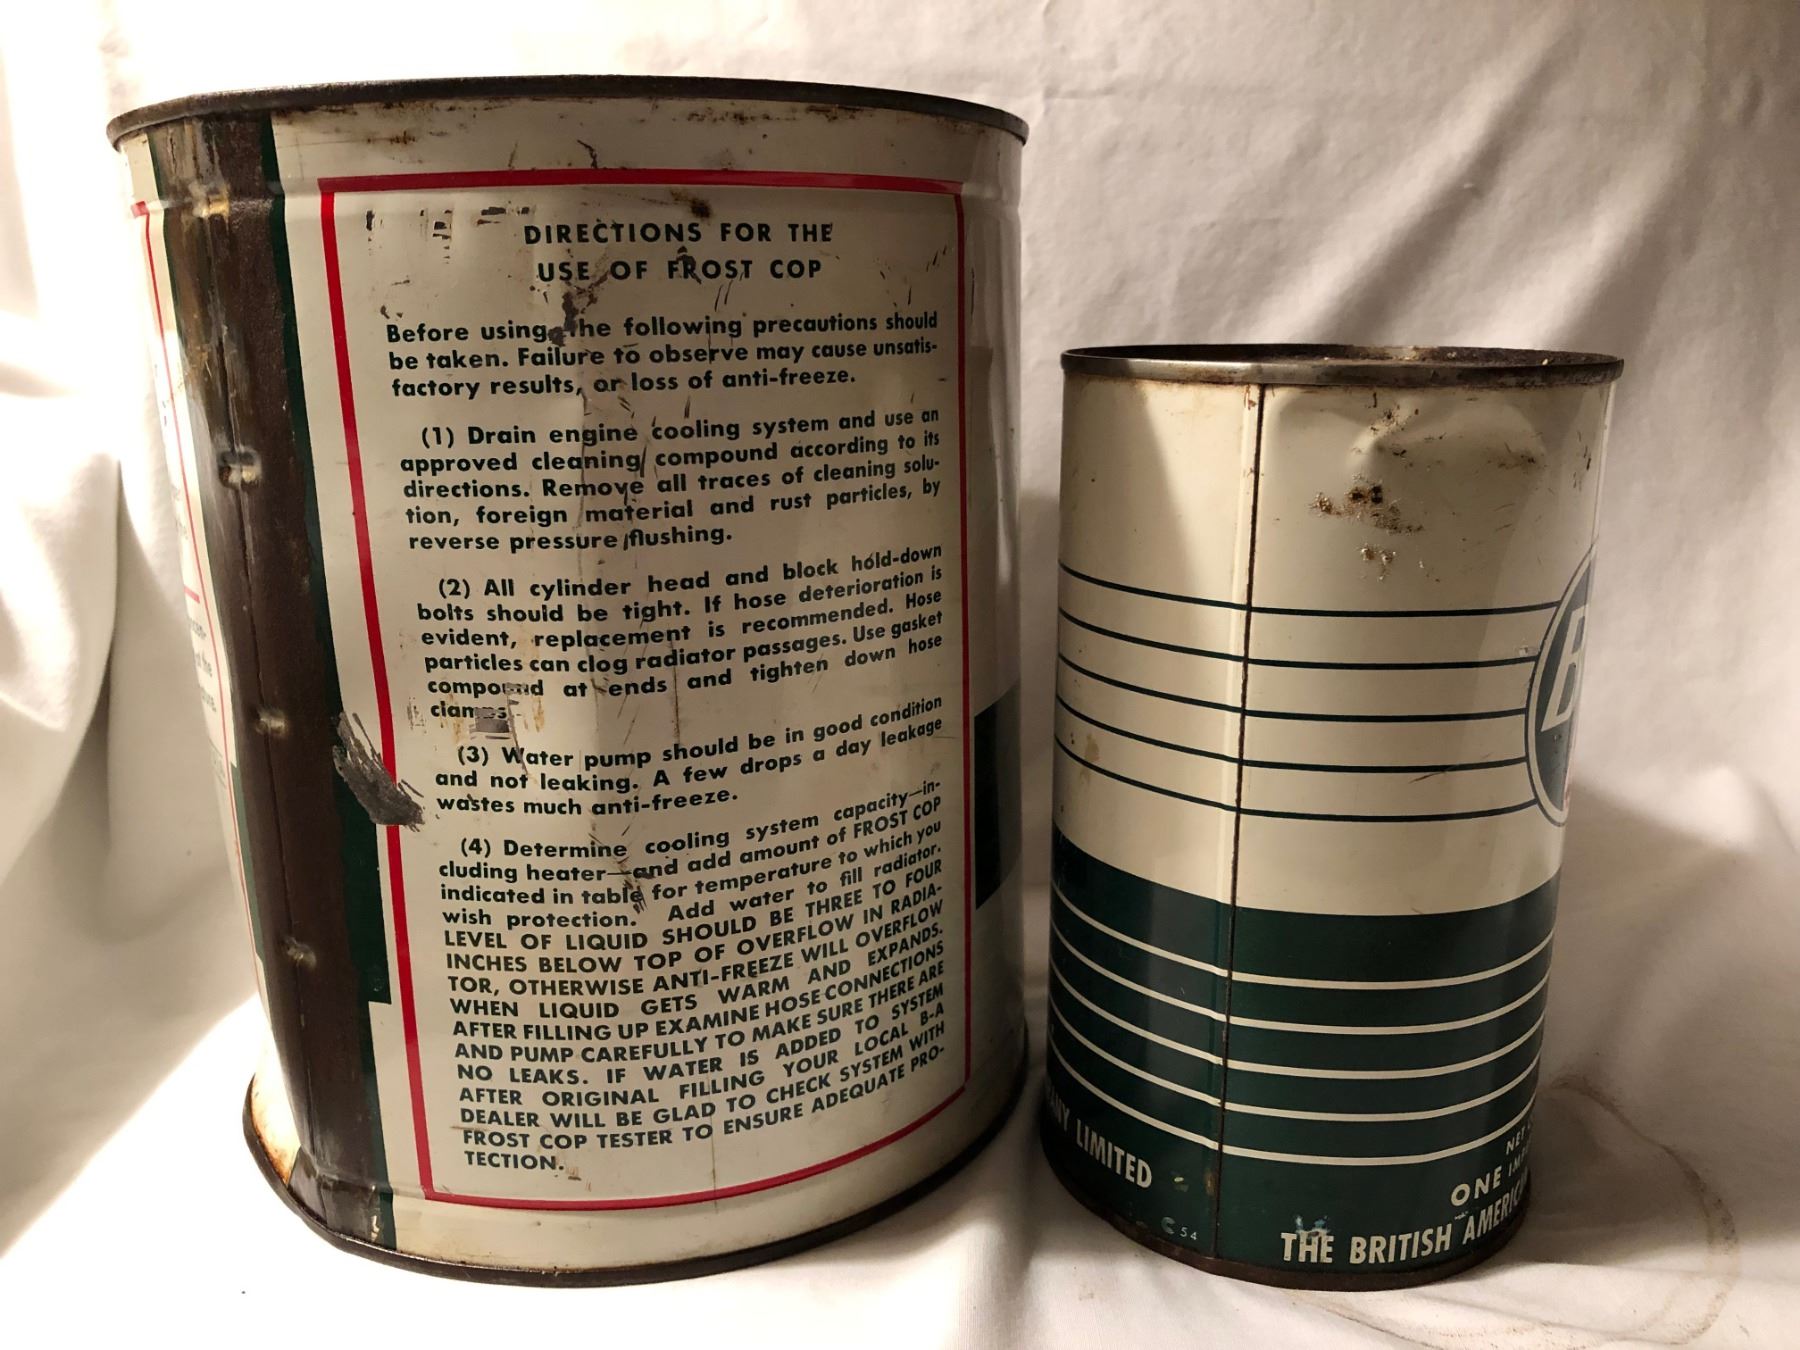 DIRECTIONS FOR THE
USE OF FROST COP
Before using, the following precautions should
be taken. Failure to observe may cause unsatis-
factory results, or loss of anti-freeze.
(1) Drain engine cooling system and use an
approved cleaning compound according to its
directions. Remove all traces of cleaning solu-
tion, foreign material and rust particles, by
reverse pressure flushing.
(2) All cylinder head and block hold-down
bolts should be tight. If hose deterioration is
evident, replacement is recommended. Hose
particles can clog radiator passages. Use gasket
compound at ends and tighten down hose
clamps.
(3) Water pump should be in good condition
and not leaking. A few drops a day leakage
wastes much anti-freeze.
(4) Determine cooling system capacity—in-
cluding heater—and add amount of FROST COP
indicated in table for temperature to which you
wish protection. Add water to fill radiator.
LEVEL OF LIQUID SHOULD BE THREE TO FOUR
INCHES BELOW TOP OF OVERFLOW IN RADIA-
TOR, OTHERWISE ANTI-FREEZE WILL OVERFLOW
WHEN LIQUID GETS WARM AND EXPANDS.
AFTER FILLING UP EXAMINE HOSE CONNECTIONS
AND PUMP CAREFULLY TO MAKE SURE THERE ARE
NO LEAKS. IF WATER IS ADDED TO SYSTEM
AFTER ORIGINAL FILLING YOUR LOCAL B-A
DEALER WILL BE GLAD TO CHECK SYSTEM WITH
FROST COP TESTER TO ENSURE ADEQUATE PRO-
TECTION.
B
ANY LIMITED
C 54
NET
ONE
THE BRITISH AMERICAN